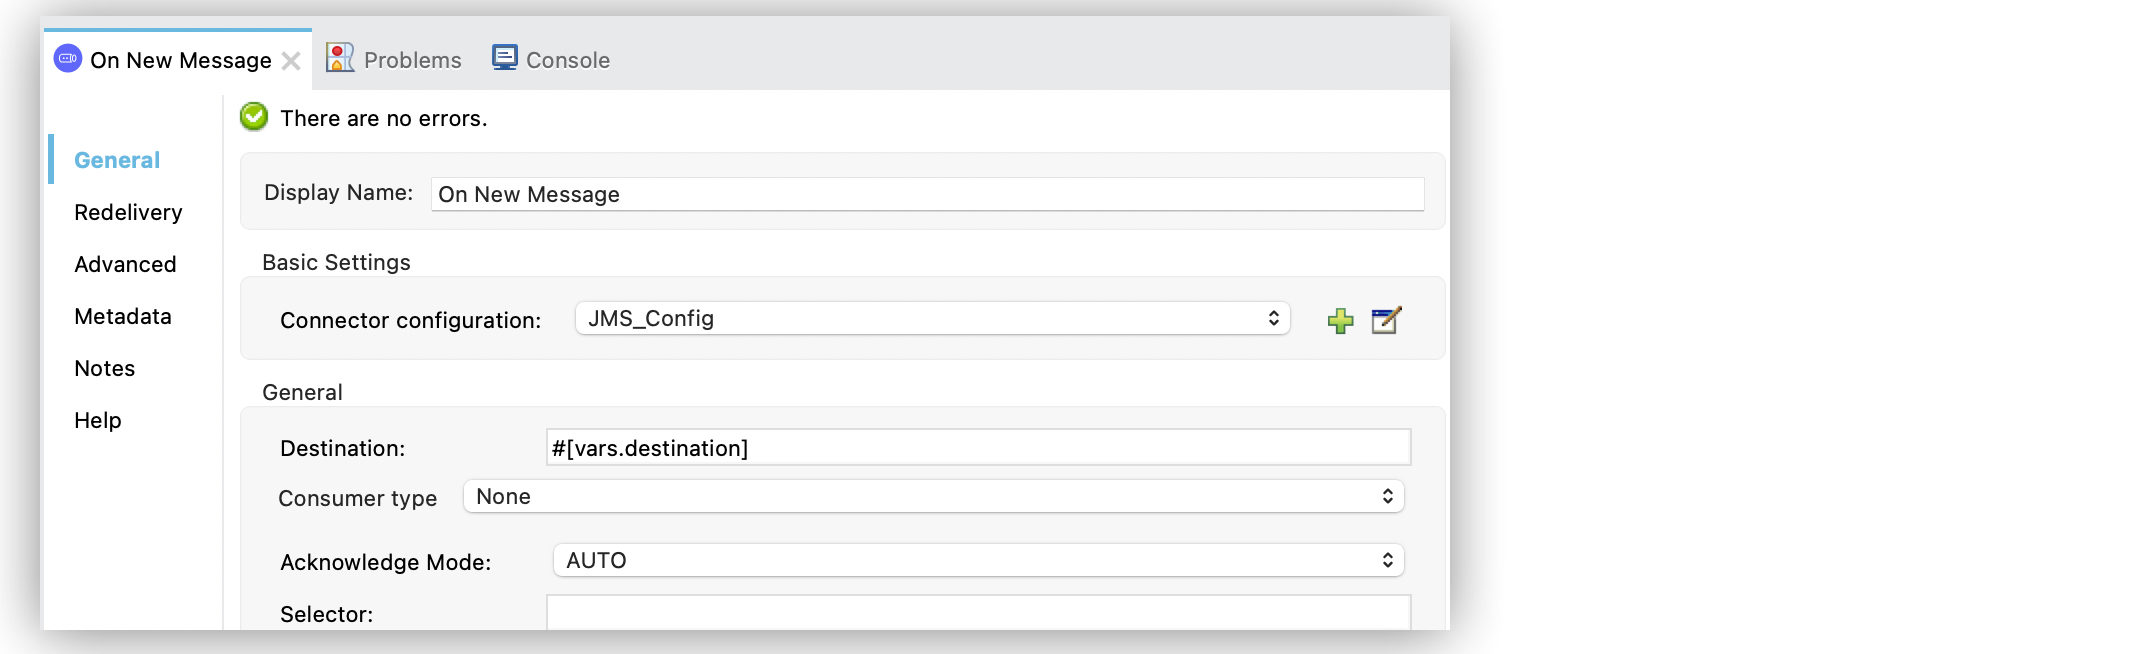 On New Message Problems Console
There are no errors.
General
Display Name: On New Message
Redelivery
Basic Settings
Advanced
Metadata
Connector configuration: JMS_Config
Notes
General
Help
Destination: #[vars.destination]
Consumer type None
Acknowledge Mode: AUTO
Selector: